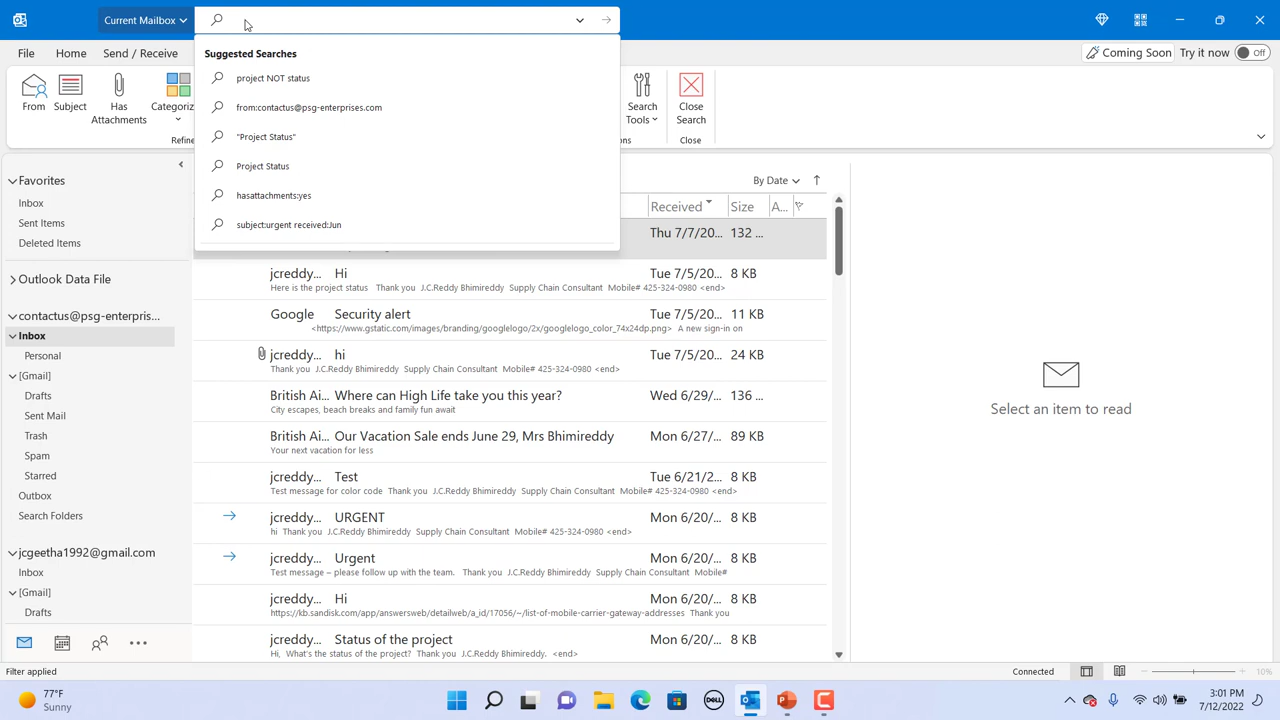 Current Mailbox
File Home Send / Receive
Coming Soon Try it now Off
Suggested Searches
project NOT status
from:contactus@psg-enterprises.com
"Project Status"
Project Status
hasattachments:yes
subject:urgent received:Jun
From
Subject
Has
Attachments
Categoriz
Refine
Search
Tools
ons
Close
Search
Close
Favorites
Inbox
Sent Items
Deleted Items
Outlook Data File
contactus@psg-enterpris...
Inbox
Personal
[Gmail]
Drafts
Sent Mail
Trash
Spam
Starred
Outbox
Search Folders
jcgeetha1992@gmail.com
Inbox
[Gmail]
Drafts
By Date
Received Size A...
Thu 7/7/20... 132 ...
jcreddy... Hi Tue 7/5/20... 8 KB
Here is the project status Thank you J.C.Reddy Bhimireddy Supply Chain Consultant Mobile# 425-324-0980 <end>
Google Security alert Tue 7/5/20... 11 KB
<https://www.gstatic.com/images/branding/googlelogo/2x/googlelogo_color_74x24dp.png> A new sign-in on
jcreddy... hi Tue 7/5/20... 24 KB
Thank you J.C.Reddy Bhimireddy Supply Chain Consultant Mobile# 425-324-0980 <end>
British Ai... Where can High Life take you this year? Wed 6/29/... 136 ...
City escapes, beach breaks and family fun await
British Ai... Our Vacation Sale ends June 29, Mrs Bhimireddy Mon 6/27/... 89 KB
Your next vacation for less
jcreddy... Test Tue 6/21/2... 8 KB
Test message for color code Thank you J.C.Reddy Bhimireddy Supply Chain Consultant Mobile# 425-324-0980 <end>
jcreddy... URGENT Mon 6/20/... 8 KB
hi Thank you J.C.Reddy Bhimireddy Supply Chain Consultant Mobile# 425-324-0980 <end>
jcreddy... Urgent Mon 6/20/... 8 KB
Test message – please follow up with the team. Thank you J.C.Reddy Bhimireddy Supply Chain Consultant Mobile#
jcreddy... Hi Mon 6/20/... 8 KB
https://kb.sandisk.com/app/answersweb/detailweb/a_id/17056/~/list-of-mobile-carrier-gateway-addresses Thank you
jcreddy... Status of the project Mon 6/20/... 8 KB
Hi, What's the status of the project? Thank you J.C.Reddy Bhimireddy. <end>
Select an item to read
Filter applied
Connected
10%
77°F
Sunny
DELL
3:01 PM
7/12/2022